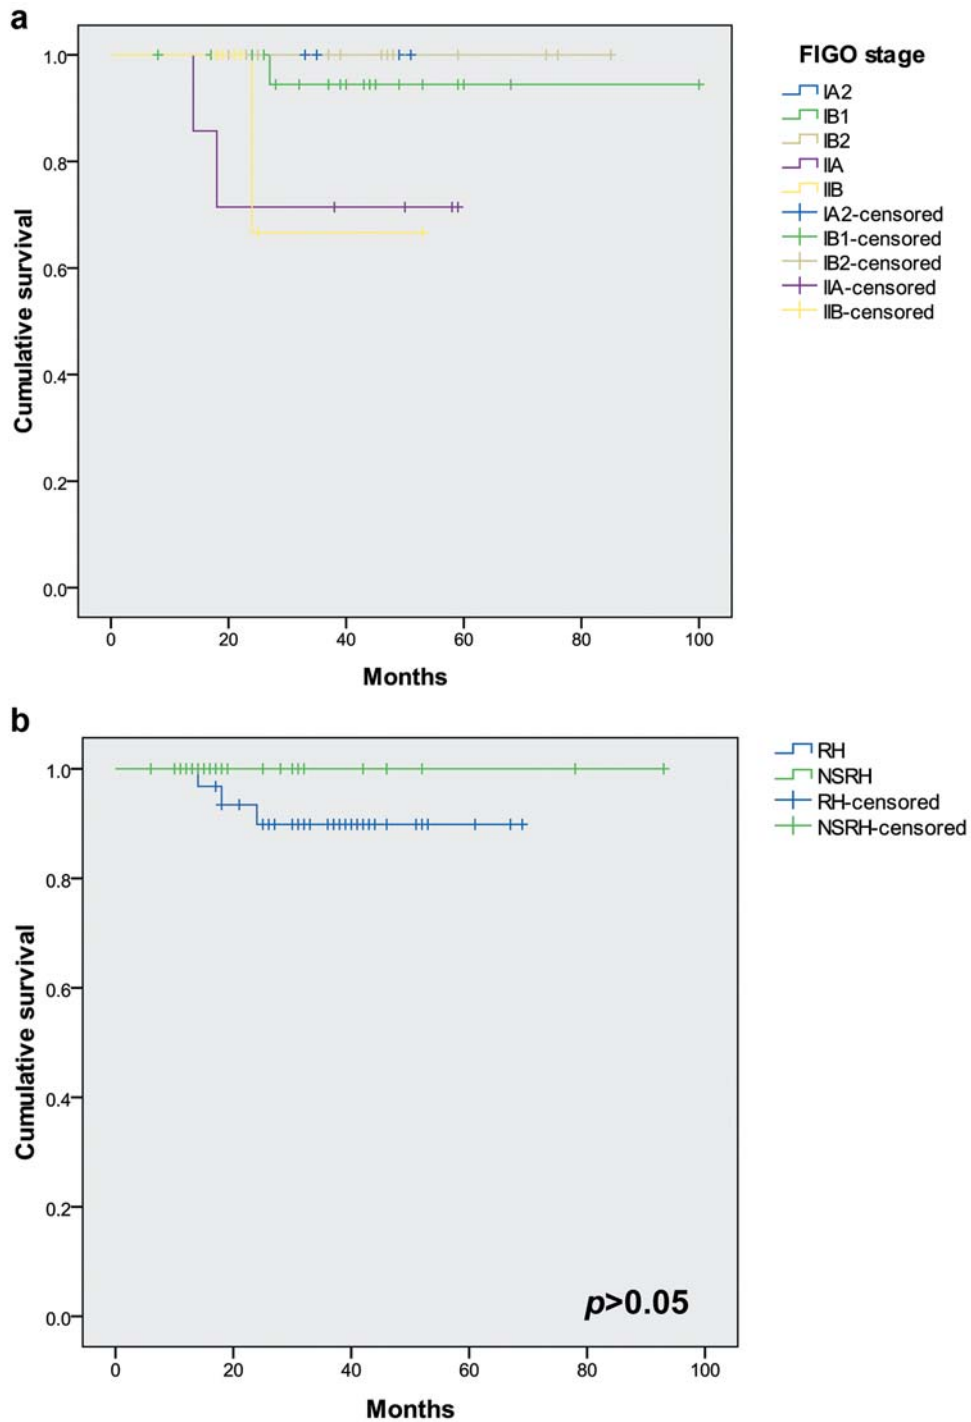 a
FIGO stage
IA2
IB1
IB2
IIA
IIB
IA2-censored
IB1-censored
IB2-censored
IIA-censored
IIB-censored
Cumulative survival
1.0
0.8
0.6
0.4
0.2
0.0
0 20 40 60 80 100
Months
b
RH
NSRH
RH-censored
NSRH-censored
Cumulative survival
1.0
0.8
0.6
0.4
0.2
0.0
p>0.05
0 20 40 60 80 100
Months